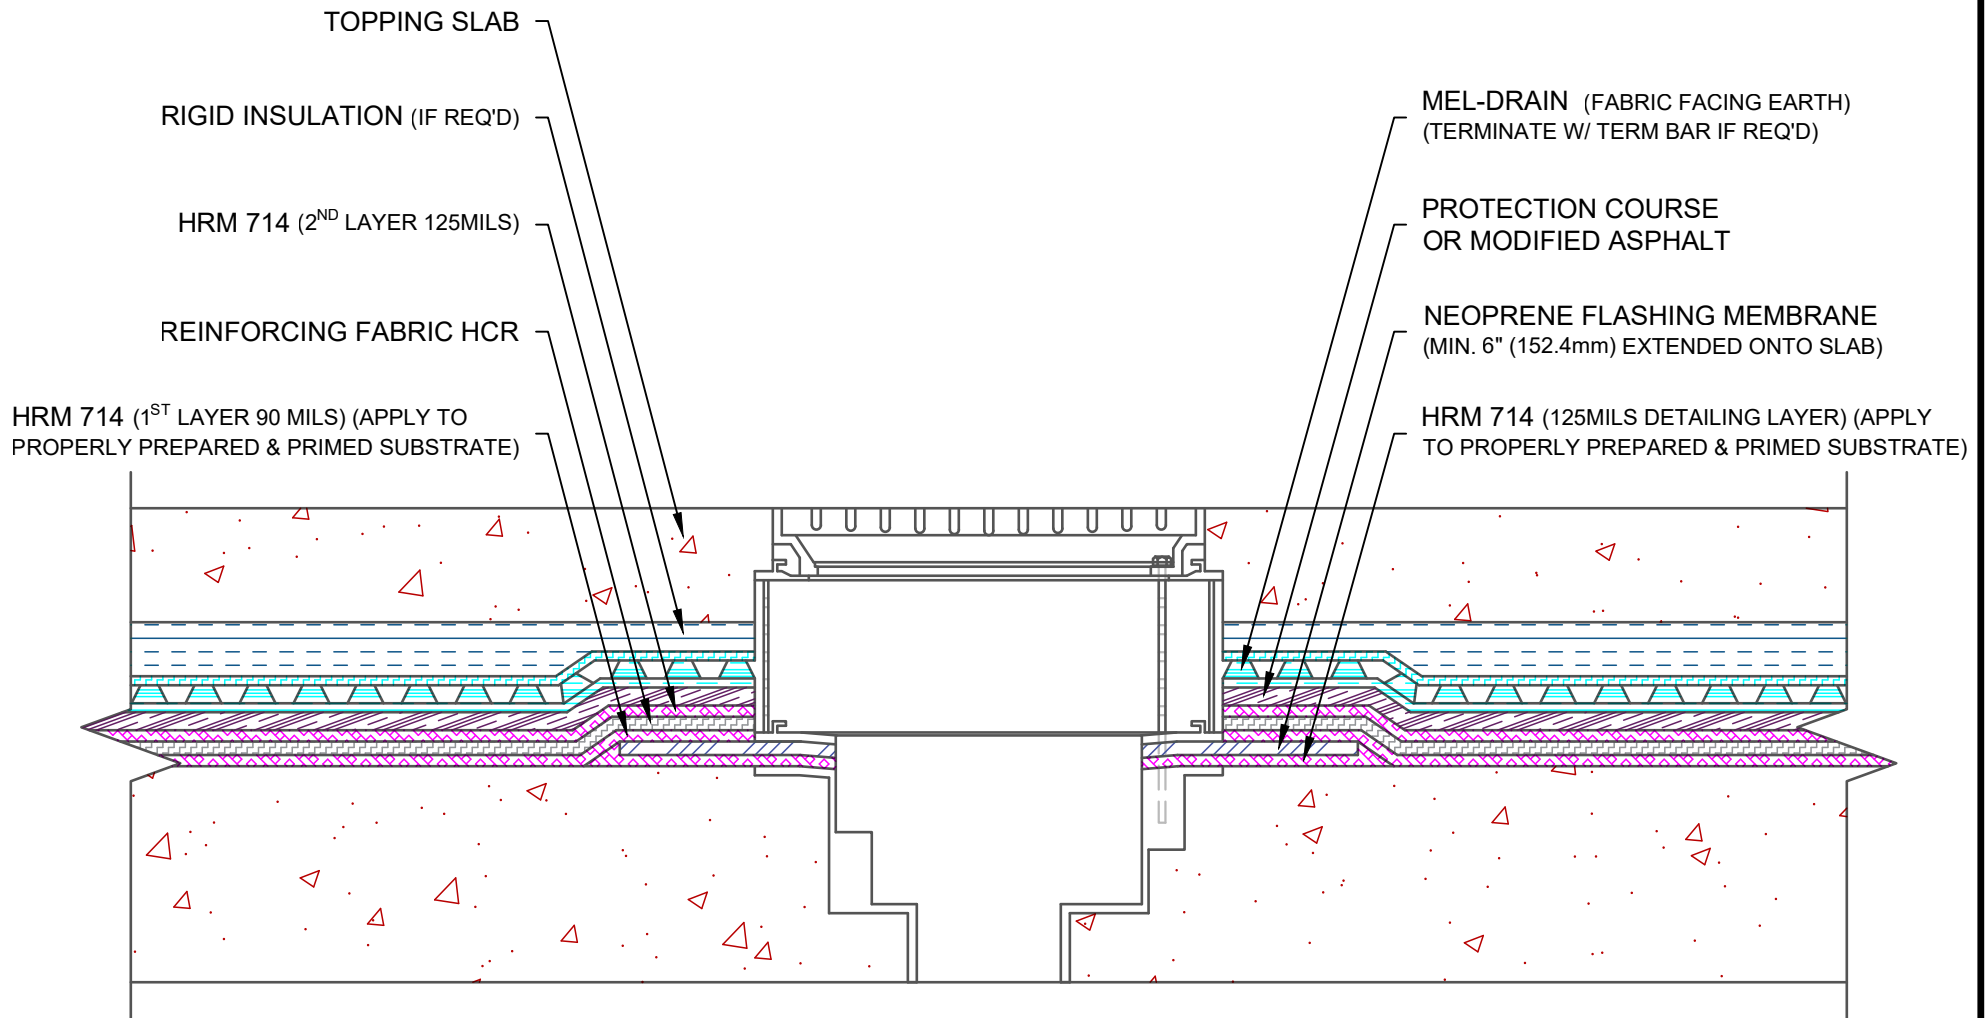 TOPPING SLAB
RIGID INSULATION (IF REQ'D)
HRM 714 (2ND LAYER 125MILS)
REINFORCING FABRIC HCR
HRM 714 (1ST LAYER 90 MILS) (APPLY TO
PROPERLY PREPARED & PRIMED SUBSTRATE)
MEL-DRAIN (FABRIC FACING EARTH)
(TERMINATE W/ TERM BAR IF REQ'D)
PROTECTION COURSE
OR MODIFIED ASPHALT
NEOPRENE FLASHING MEMBRANE
(MIN. 6" (152.4mm) EXTENDED ONTO SLAB)
HRM 714 (125MILS DETAILING LAYER) (APPLY
TO PROPERLY PREPARED & PRIMED SUBSTRATE)